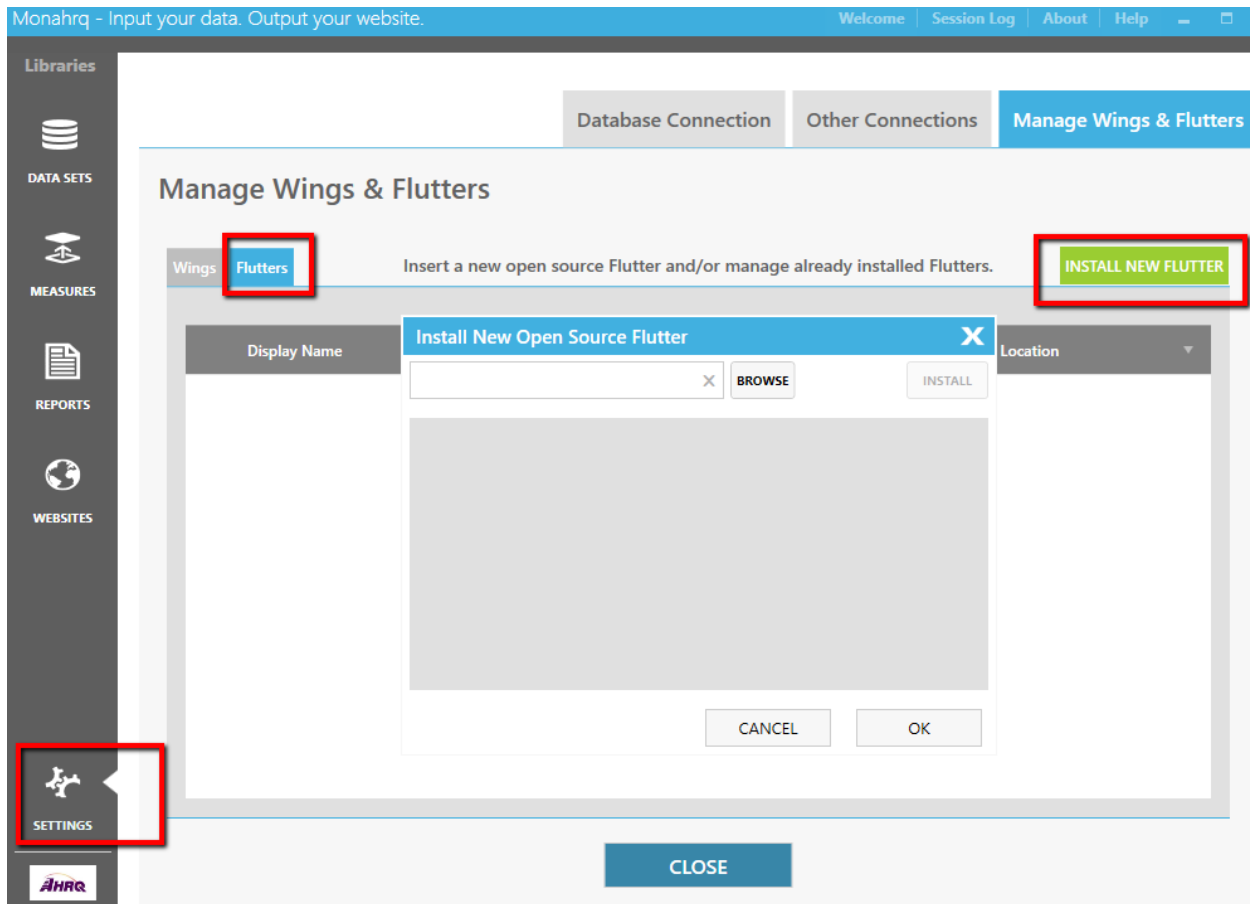 Monahrq - Input your data. Output your website.
Welcome Session Log About Help
Libraries
DATA SETS
MEASURES
REPORTS
WEBSITES
SETTINGS
AHRQ
Database Connection Other Connections Manage Wings & Flutters
Manage Wings & Flutters
Wings Flutters Insert a new open source Flutter and/or manage already installed Flutters. INSTALL NEW FLUTTER
Display Name Location
Install New Open Source Flutter X
X BROWSE INSTALL
CANCEL OK
CLOSE